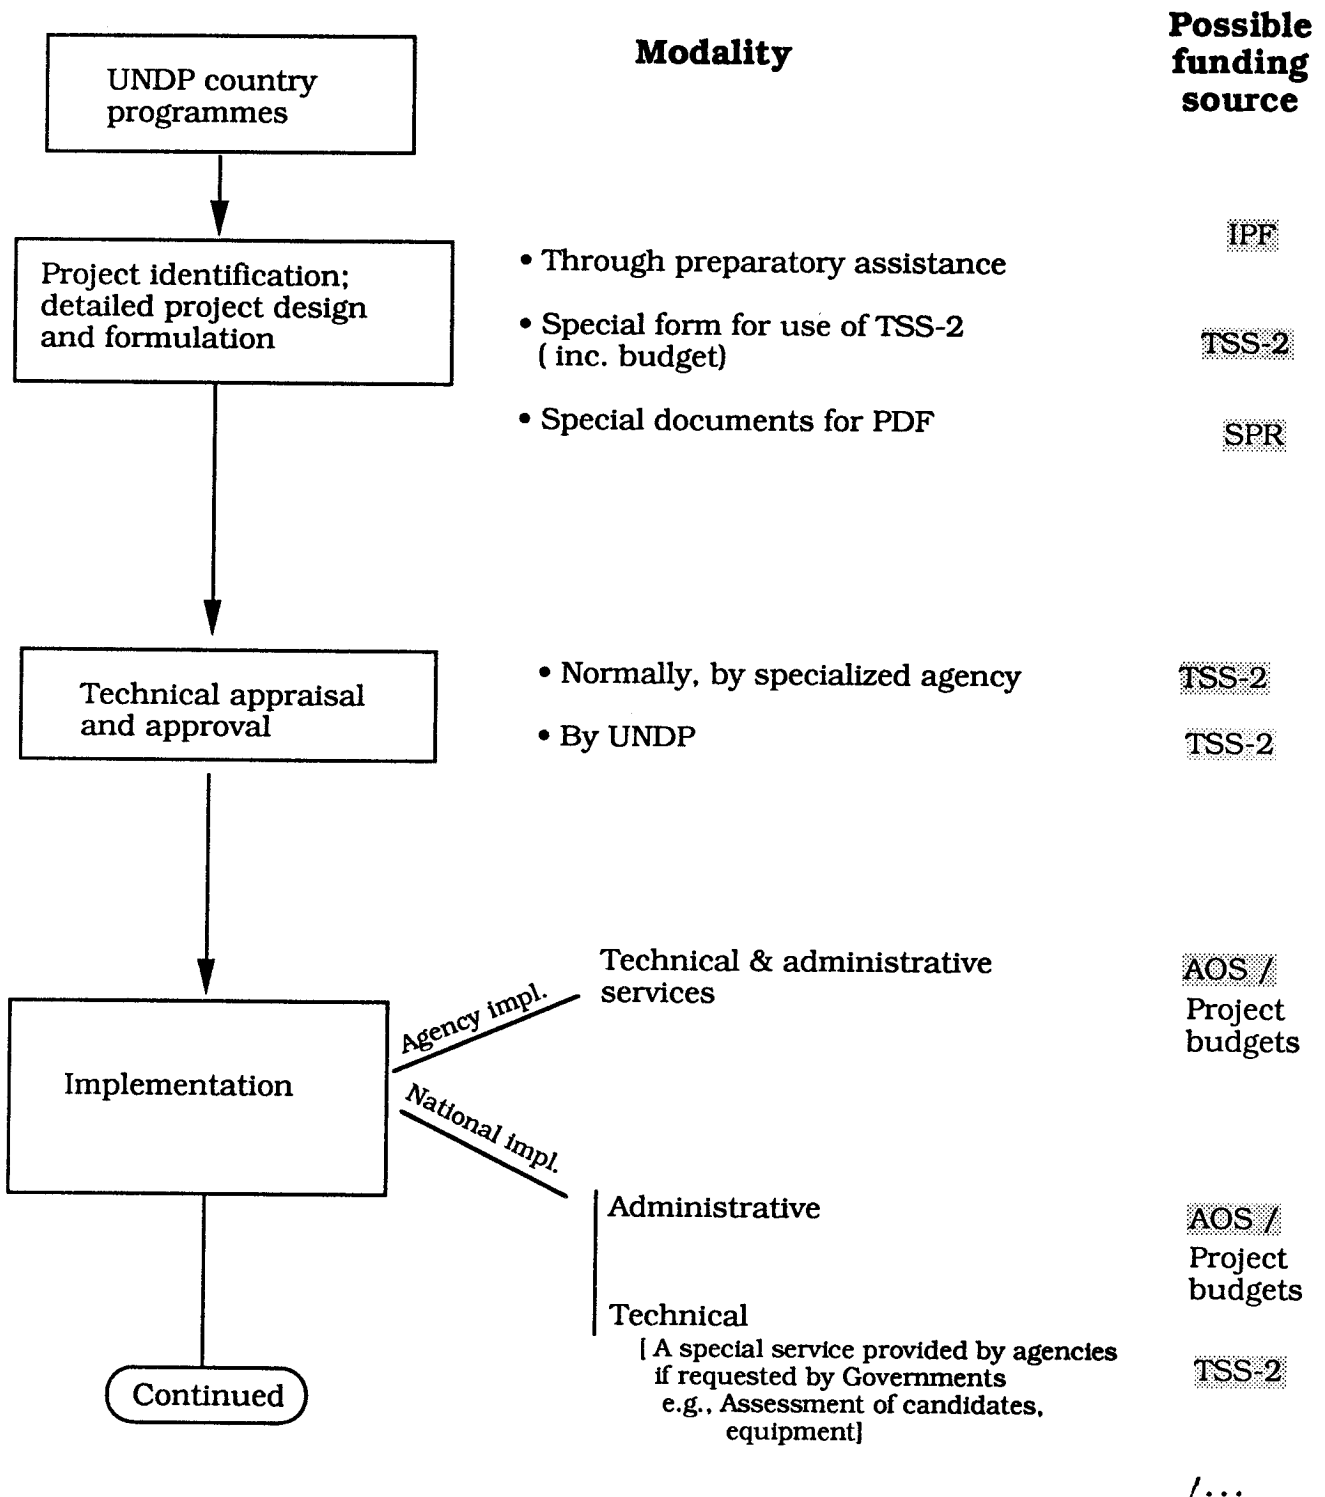 Modality
Possible
funding
source
UNDP country
programmes
Project identification;
detailed project design
and formulation
• Through preparatory assistance
IPF
• Special form for use of TSS-2
( inc. budget)
TSS-2
• Special documents for PDF
SPR
Technical appraisal
and approval
• Normally, by specialized agency
TSS-2
• By UNDP
TSS-2
Implementation
Agency impl.
Technical & administrative
services
AOS /
Project
budgets
National impl.
Administrative
AOS /
Project
budgets
Technical
[ A special service provided by agencies
if requested by Governments
e.g., Assessment of candidates,
equipment]
TSS-2
Continued
/...